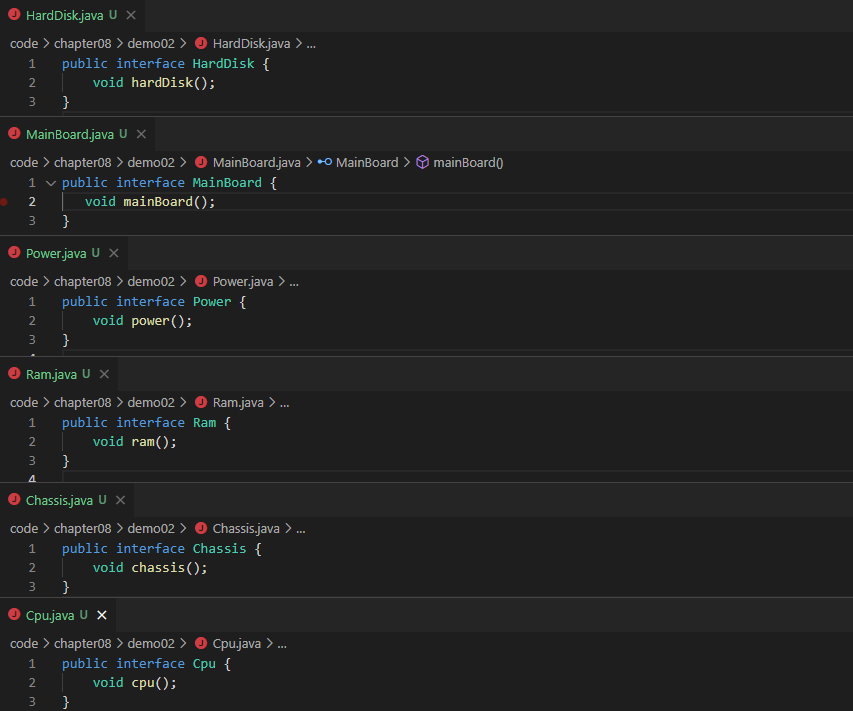 HardDisk.java U ×
code > chapter08 > demo02 > J HardDisk.java > ...
1 public interface HardDisk {
2     void hardDisk();
3 }
MainBoard.java U ×
code > chapter08 > demo02 > J MainBoard.java > MainBoard > mainBoard()
1 public interface MainBoard {
2    void mainBoard();
3 }
Power.java U ×
code > chapter08 > demo02 > J Power.java > ...
1 public interface Power {
2     void power();
3 }
Ram.java U ×
code > chapter08 > demo02 > J Ram.java > ...
1 public interface Ram {
2     void ram();
3 }
4
Chassis.java U ×
code > chapter08 > demo02 > J Chassis.java > ...
1 public interface Chassis {
2     void chassis();
3 }
Cpu.java U ×
code > chapter08 > demo02 > J Cpu.java > ...
1 public interface Cpu {
2     void cpu();
3 }